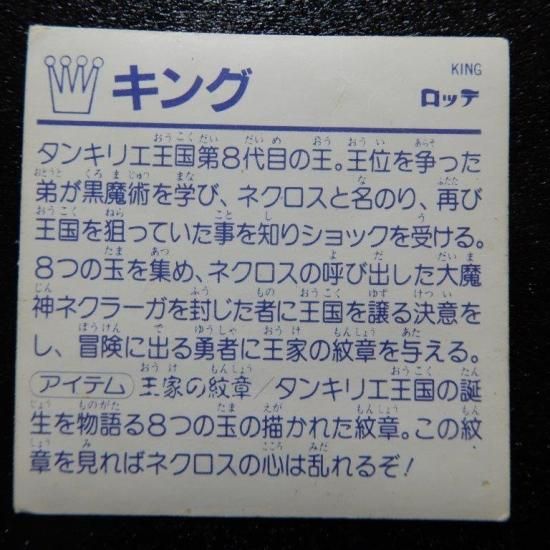 キング
KING
ロッテ
タンキリエ王国第8代目の王。王位を争った
弟が黒魔術を学び、ネクロスと名のり、再び
王国を狙っていた事を知りショックを受ける。
8つの玉を集め、ネクロスの呼び出した大魔
神ネクラーガを封じた者に王国を譲る決意を
し、冒険に出る勇者に王家の紋章を与える。
アイテム 王家の紋章/タンキリエ王国の誕
生を物語る8つの玉の描かれた紋章。この紋
章を見ればネクロスの心は乱れるぞ!